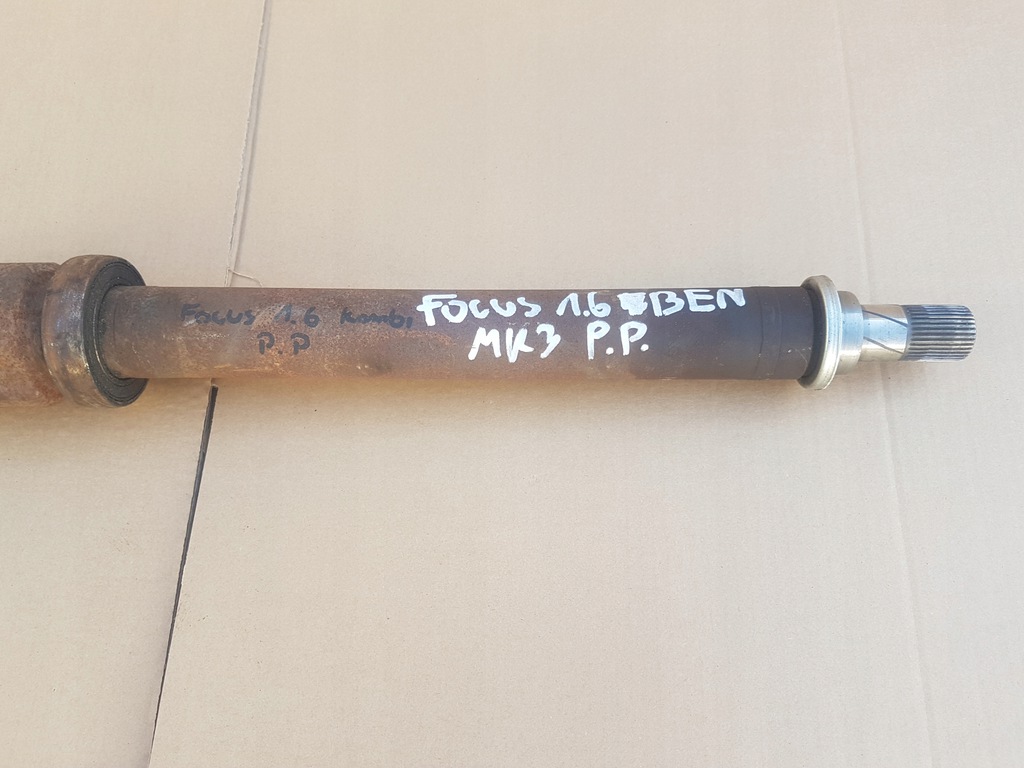 Focus 1.6 kombi
P.P
FOCUS 1.6 BEN
MK3 P.P.